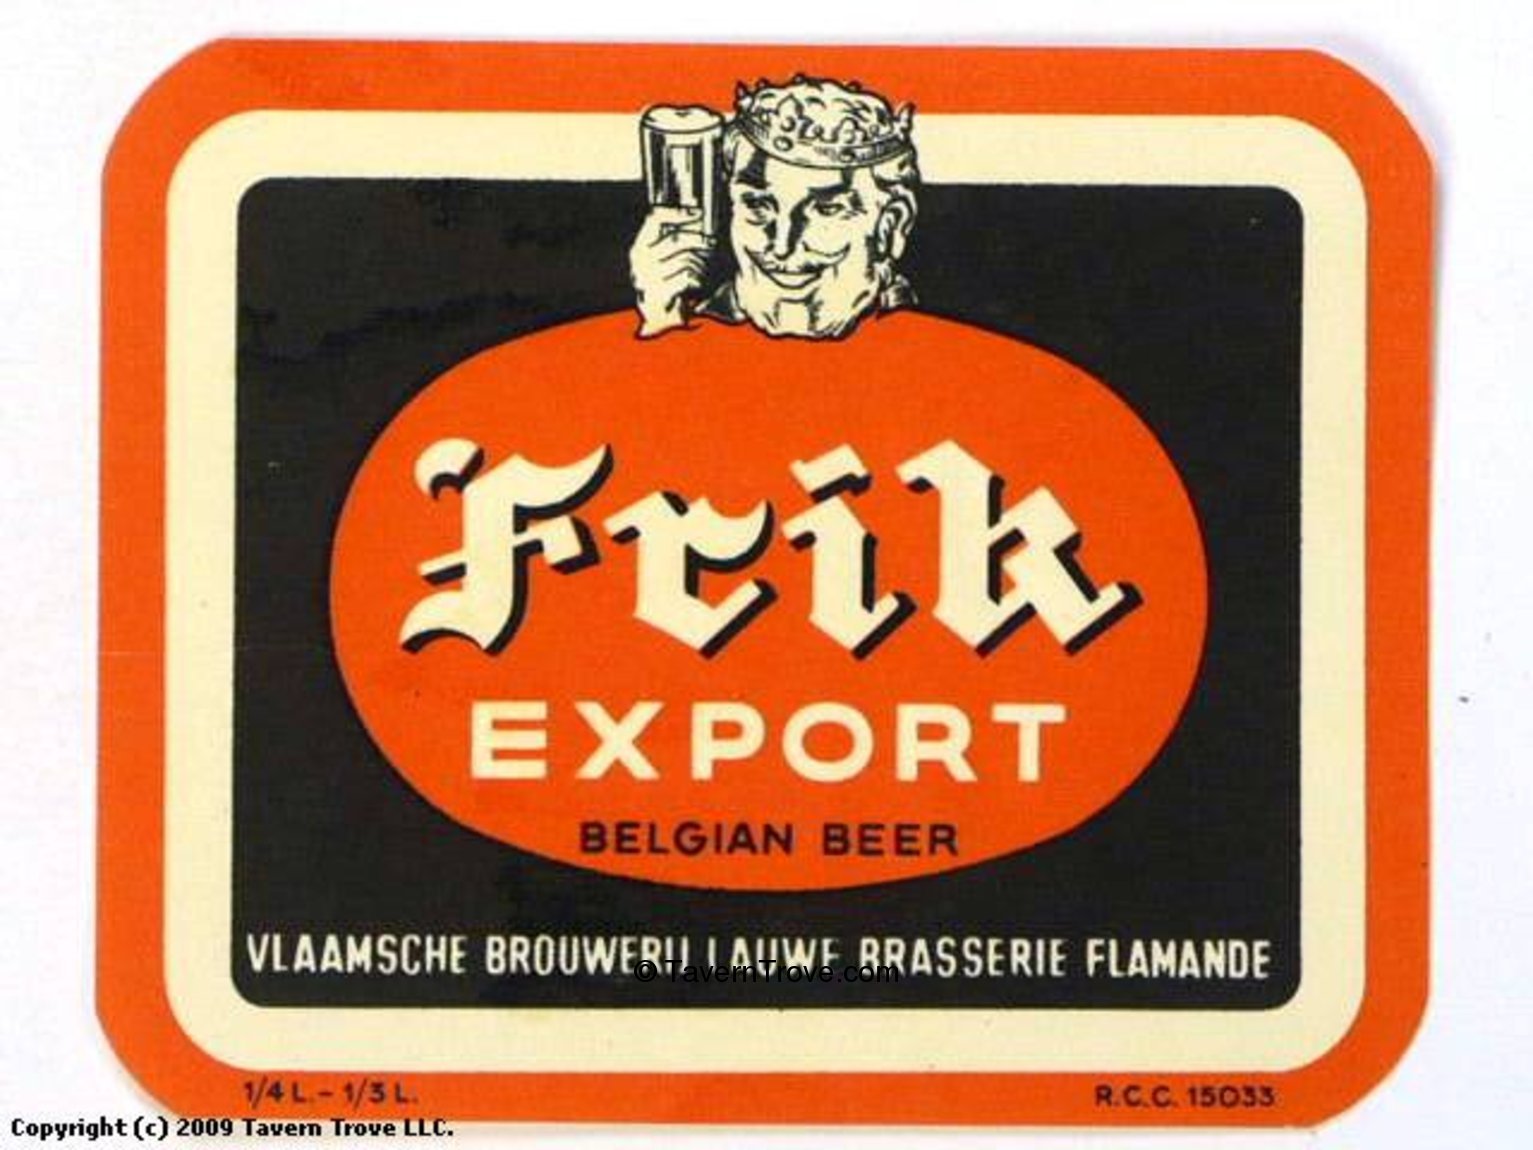 Frik
EXPORT
BELGIAN BEER
VLAAMSCHE BROUWERIJ LAUWE BRASSERIE FLAMANDE
©TavernTrove.com
1/4 L. – 1/3 L.
R.C.C. 15033
Copyright (c) 2009 Tavern Trove LLC.